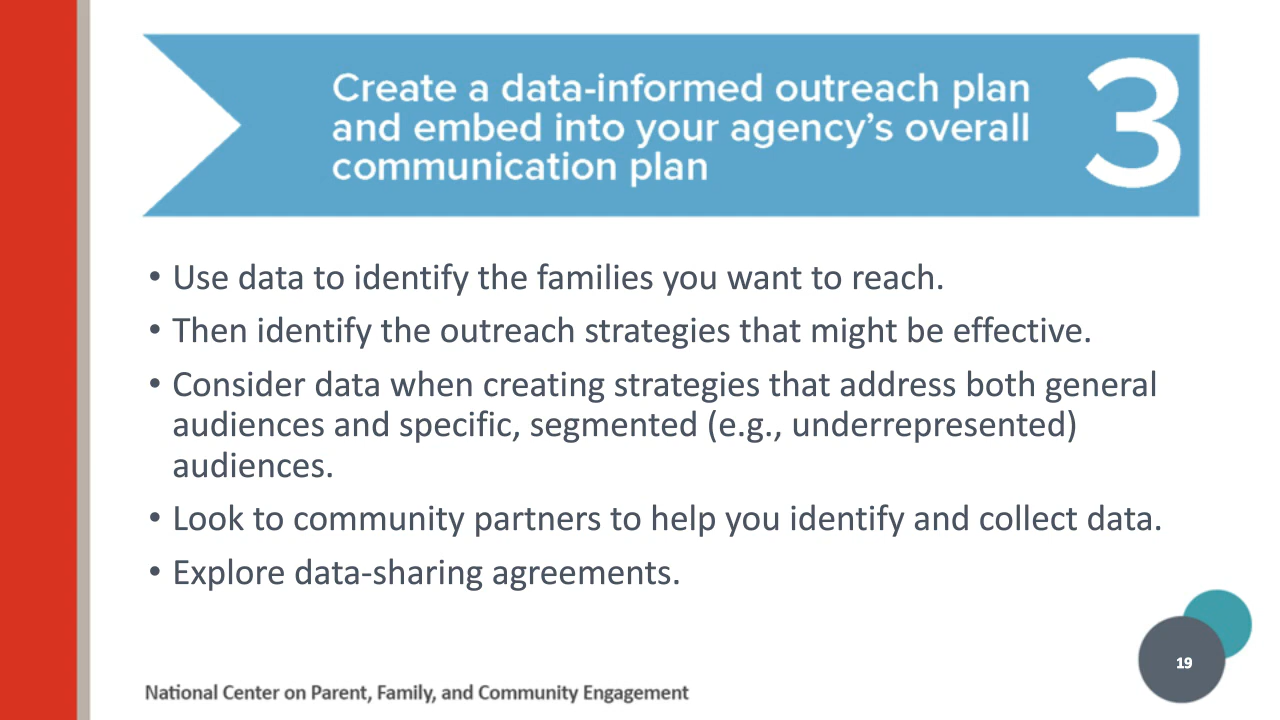 Create a data-informed outreach plan
and embed into your agency's overall
communication plan
3
• Use data to identify the families you want to reach.
• Then identify the outreach strategies that might be effective.
• Consider data when creating strategies that address both general
audiences and specific, segmented (e.g., underrepresented)
audiences.
• Look to community partners to help you identify and collect data.
• Explore data-sharing agreements.
19
National Center on Parent, Family, and Community Engagement